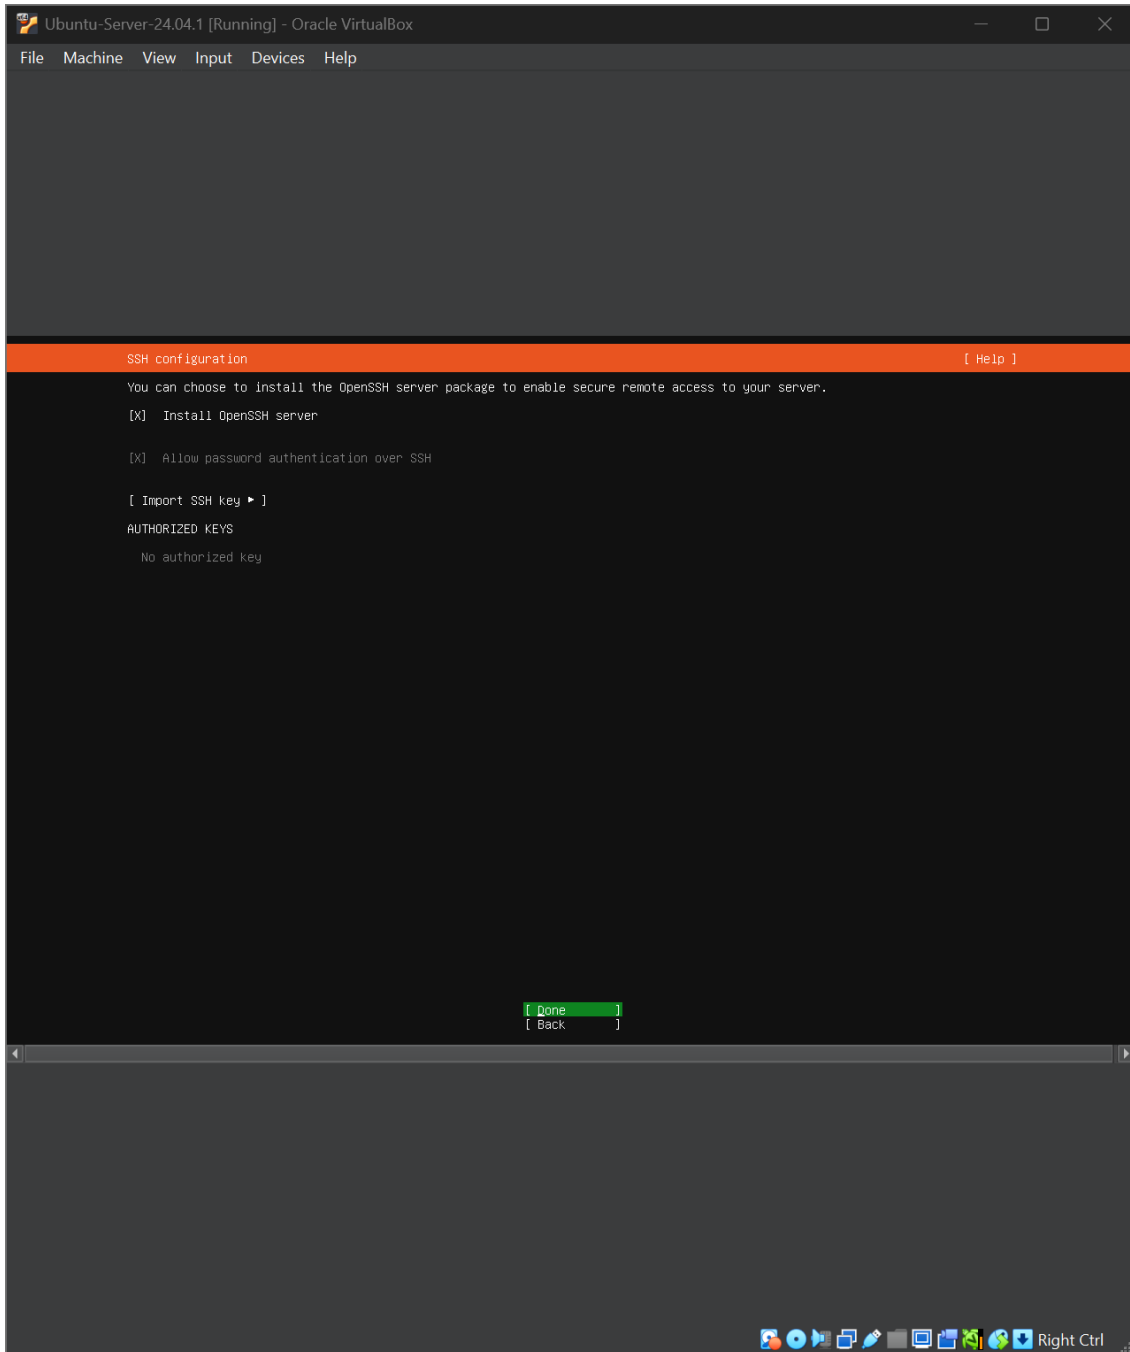 Ubuntu-Server-24.04.1 [Running] - Oracle VirtualBox
File Machine View Input Devices Help
SSH configuration [ Help ]
You can choose to install the OpenSSH server package to enable secure remote access to your server.
[X] Install OpenSSH server
[X] Allow password authentication over SSH
[ Import SSH key ▸ ]
AUTHORIZED KEYS
No authorized key
[ Done ]
[ Back ]
Right Ctrl